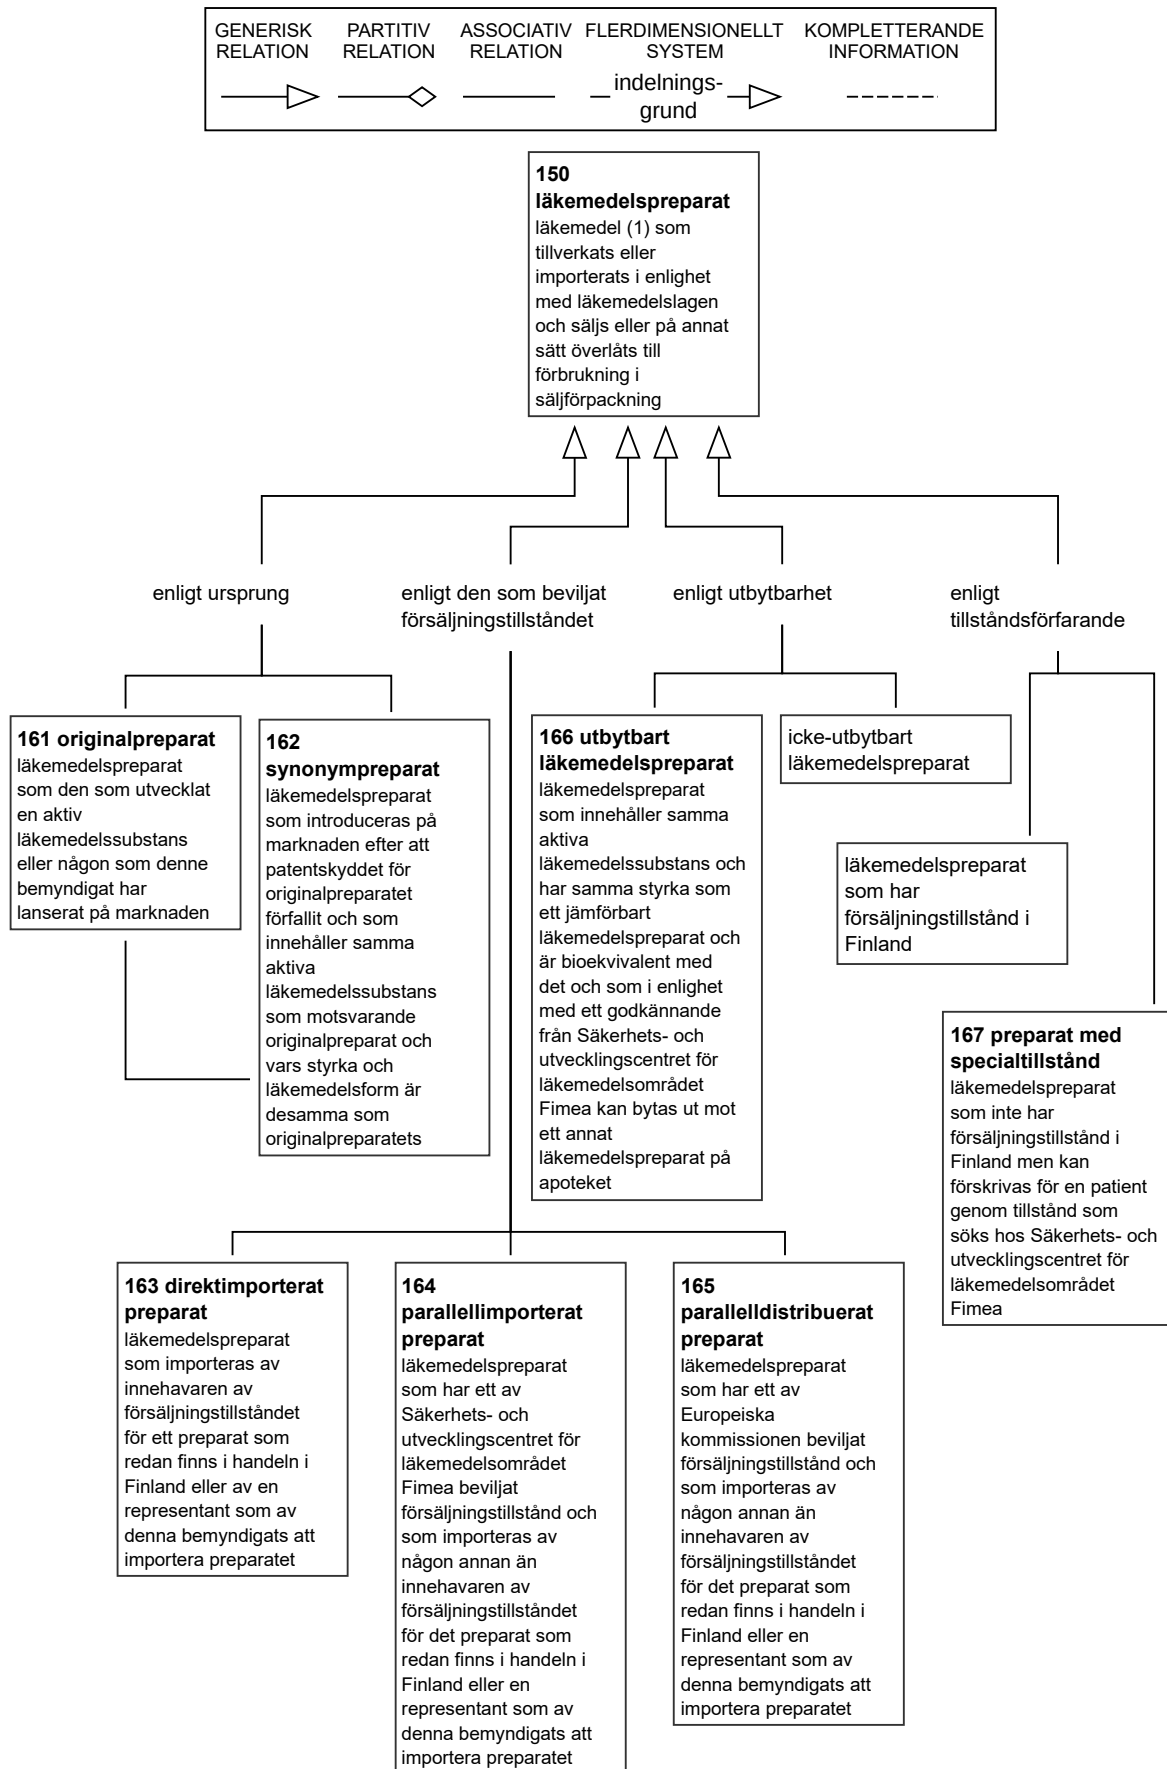 GENERISK
RELATION
PARTITIV
RELATION
ASSOCIATIV
RELATION
FLERDIMENSIONELLT
SYSTEM
indelnings-
grund
KOMPLETTERANDE
INFORMATION
150
läkemedelspreparat
läkemedel (1) som
tillverkats eller
importerats i enlighet
med läkemedelslagen
och säljs eller på annat
sätt överlåts till
förbrukning i
säljförpackning
enligt ursprung
enligt den som beviljat
försäljningstillståndet
enligt utbytbarhet
enligt
tillståndsförfarande
161 originalpreparat
läkemedelspreparat
som den som utvecklat
en aktiv
läkemedelssubstans
eller någon som denne
bemyndigat har
lanserat på marknaden
162
synonympreparat
läkemedelspreparat
som introduceras på
marknaden efter att
patentskyddet för
originalpreparatet
förfallit och som
innehåller samma
aktiva
läkemedelssubstans
som motsvarande
originalpreparat och
vars styrka och
läkemedelsform är
desamma som
originalpreparatets
166 utbytbart
läkemedelspreparat
läkemedelspreparat
som innehåller samma
aktiva
läkemedelssubstans och
har samma styrka som
ett jämförbart
läkemedelspreparat och
är bioekvivalent med
det och som i enlighet
med ett godkännande
från Säkerhets- och
utvecklingscentret för
läkemedelsområdet
Fimea kan bytas ut mot
ett annat
läkemedelspreparat på
apoteket
icke-utbytbart
läkemedelspreparat
läkemedelspreparat
som har
försäljningstillstånd i
Finland
167 preparat med
specialtillstånd
läkemedelspreparat
som inte har
försäljningstillstånd i
Finland men kan
förskrivas för en patient
genom tillstånd som
söks hos Säkerhets- och
utvecklingscentret för
läkemedelsområdet
Fimea
163 direktimporterat
preparat
läkemedelspreparat
som importeras av
innehavaren av
försäljningstillståndet
för ett preparat som
redan finns i handeln i
Finland eller av en
representant som av
denna bemyndigats att
importera preparatet
164
parallellimporterat
preparat
läkemedelspreparat
som har ett av
Säkerhets- och
utvecklingscentret för
läkemedelsområdet
Fimea beviljat
försäljningstillstånd och
som importeras av
någon annan än
innehavaren av
försäljningstillståndet
för det preparat som
redan finns i handeln i
Finland eller en
representant som av
denna bemyndigats att
importera preparatet
165
parallelldistribuerat
preparat
läkemedelspreparat
som har ett av
Europeiska
kommissionen beviljat
försäljningstillstånd och
som importeras av
någon annan än
innehavaren av
försäljningstillståndet
för det preparat som
redan finns i handeln i
Finland eller en
representant som av
denna bemyndigats att
importera preparatet